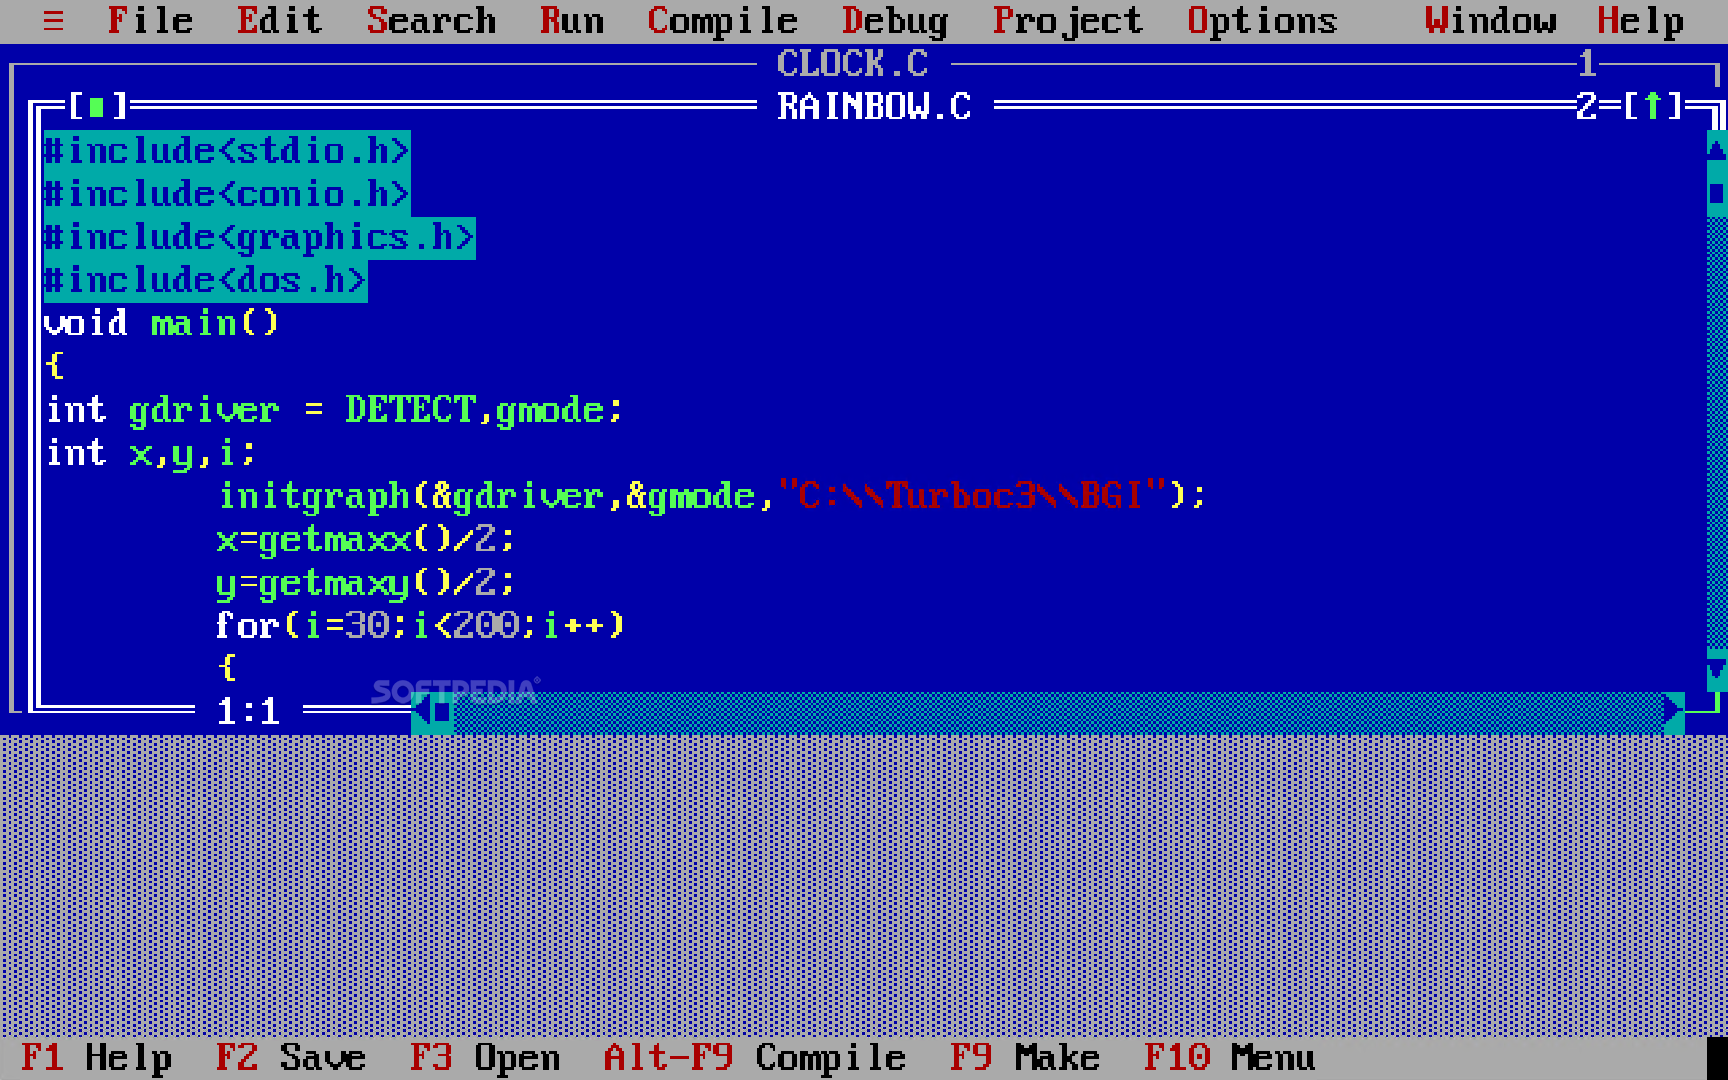 ≡ File Edit Search Run Compile Debug Project Options Window Help
CLOCK.C 1
[■] RAINBOW.C 2=[↑]
#include<stdio.h>
#include<conio.h>
#include<graphics.h>
#include<dos.h>
void main()
{
int gdriver = DETECT,gmode;
int x,y,i;
initgraph(&gdriver,&gmode,"C:\\Turboc3\\BGI");
x=getmaxx()/2;
y=getmaxy()/2;
for(i=30;i<200;i++)
{
SOFTPEDIA®
1:1
F1 Help F2 Save F3 Open Alt-F9 Compile F9 Make F10 Menu